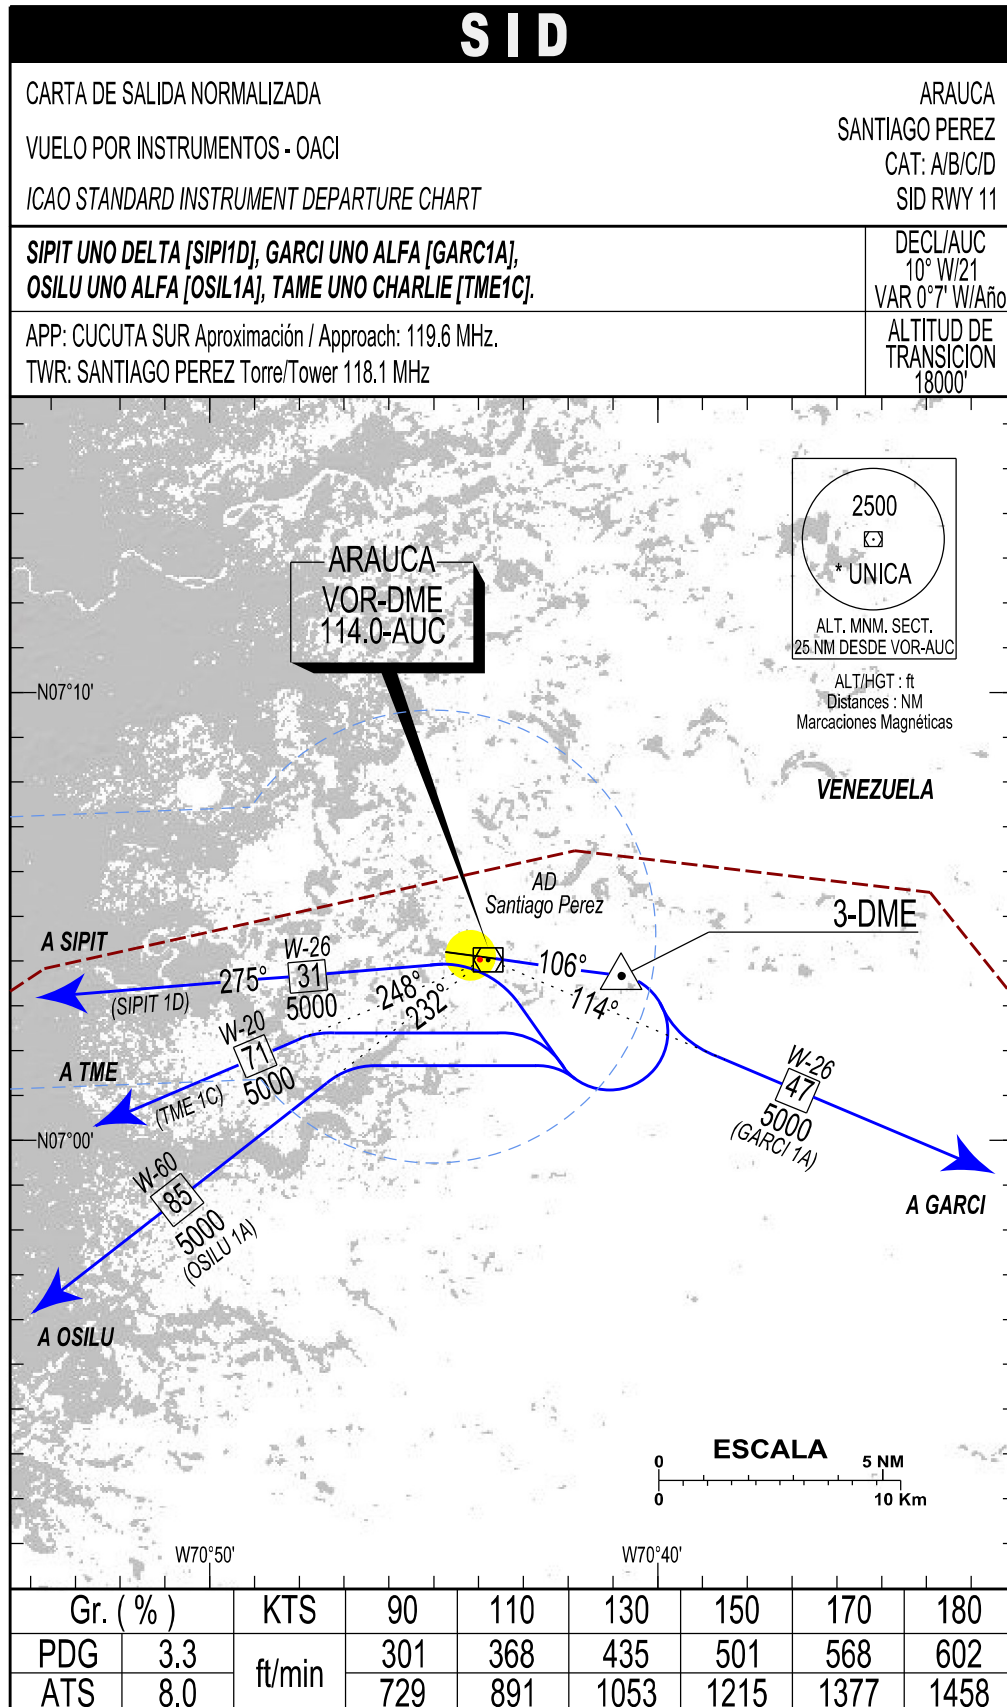 SID
CARTA DE SALIDA NORMALIZADA
VUELO POR INSTRUMENTOS - OACI
ICAO STANDARD INSTRUMENT DEPARTURE CHART
ARAUCA
SANTIAGO PEREZ
CAT: A/B/C/D
SID RWY 11
SIPIT UNO DELTA [SIPI1D], GARCI UNO ALFA [GARC1A],
OSILU UNO ALFA [OSIL1A], TAME UNO CHARLIE [TME1C].
DECL/AUC
10° W/21
VAR 0°7' W/Año
APP: CUCUTA SUR Aproximación / Approach: 119.6 MHz.
TWR: SANTIAGO PEREZ Torre/Tower 118.1 MHz
ALTITUD DE
TRANSICION
18000'
2500
* UNICA
ALT. MNM. SECT.
25 NM DESDE VOR-AUC
ALT/HGT : ft
Distances : NM
Marcaciones Magnéticas
ARAUCA
VOR-DME
114.0-AUC
N07°10'
VENEZUELA
AD
Santiago Perez
3-DME
A SIPIT
(SIPIT 1D)
275°
W-26
31
5000
248°
232°
106°
114°
W-20
71
5000
A TME
(TME 1C)
W-26
47
5000
(GARCI 1A)
N07°00'
W-60
85
5000
(OSILU 1A)
A GARCI
A OSILU
ESCALA
0 5 NM
0 10 Km
W70°50' W70°40'
Gr. ( % ) KTS 90 110 130 150 170 180
PDG 3.3 ft/min 301 368 435 501 568 602
ATS 8.0 729 891 1053 1215 1377 1458